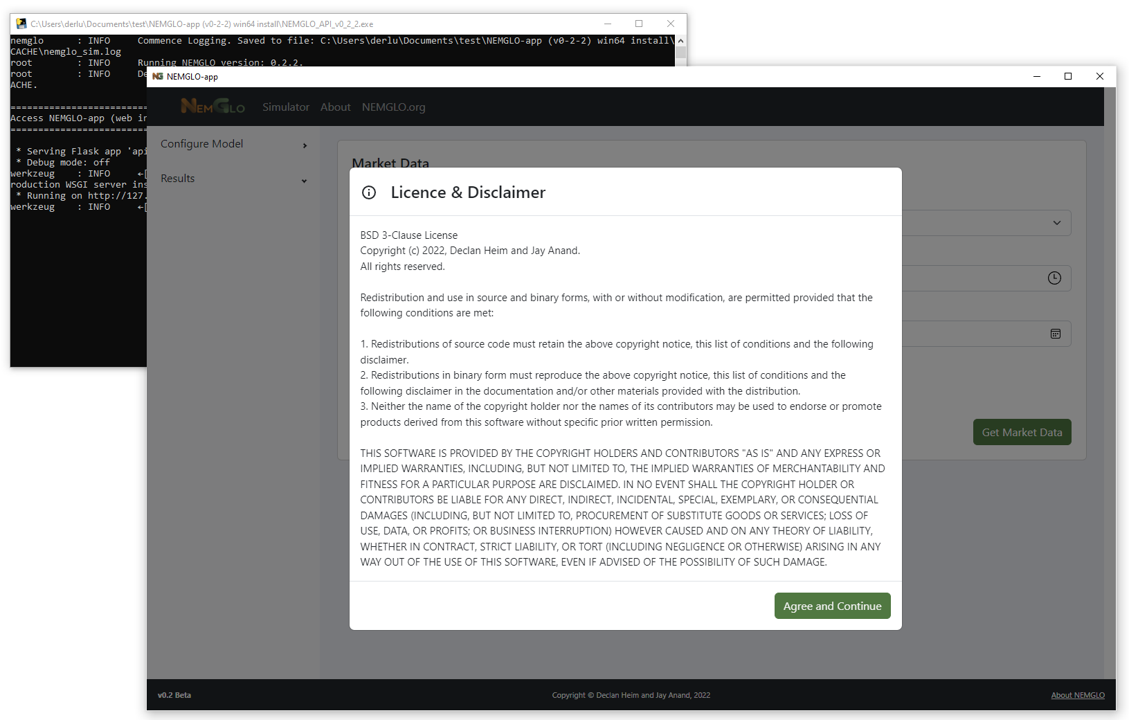 C:\Users\derlu\Documents\test\NEMGLO-app (v0-2-2) win64 install\NEMGLO_API_v0_2_2.exe
nemglo : INFO Commence Logging. Saved to file: C:\Users\derlu\Documents\test\NEMGLO-app (v0-2-2) win64 install\
CACHE\nemglo_sim.log
root : INFO Running NEMGLO version: 0.2.2.
root : INFO De
ACHE.
====================
Access NEMGLO-app (web in
====================
* Serving Flask app 'api
* Debug mode: off
werkzeug : INFO ←[
roduction WSGI server ins
* Running on http://127.
werkzeug : INFO ←[
NEMGLO-app
NEMGLO Simulator About NEMGLO.org
Configure Model
Results
Market Data
Licence & Disclaimer
BSD 3-Clause License
Copyright (c) 2022, Declan Heim and Jay Anand.
All rights reserved.
Redistribution and use in source and binary forms, with or without modification, are permitted provided that the
following conditions are met:
1. Redistributions of source code must retain the above copyright notice, this list of conditions and the following
disclaimer.
2. Redistributions in binary form must reproduce the above copyright notice, this list of conditions and the
following disclaimer in the documentation and/or other materials provided with the distribution.
3. Neither the name of the copyright holder nor the names of its contributors may be used to endorse or promote
products derived from this software without specific prior written permission.
THIS SOFTWARE IS PROVIDED BY THE COPYRIGHT HOLDERS AND CONTRIBUTORS "AS IS" AND ANY EXPRESS OR
IMPLIED WARRANTIES, INCLUDING, BUT NOT LIMITED TO, THE IMPLIED WARRANTIES OF MERCHANTABILITY AND
FITNESS FOR A PARTICULAR PURPOSE ARE DISCLAIMED. IN NO EVENT SHALL THE COPYRIGHT HOLDER OR
CONTRIBUTORS BE LIABLE FOR ANY DIRECT, INDIRECT, INCIDENTAL, SPECIAL, EXEMPLARY, OR CONSEQUENTIAL
DAMAGES (INCLUDING, BUT NOT LIMITED TO, PROCUREMENT OF SUBSTITUTE GOODS OR SERVICES; LOSS OF
USE, DATA, OR PROFITS; OR BUSINESS INTERRUPTION) HOWEVER CAUSED AND ON ANY THEORY OF LIABILITY,
WHETHER IN CONTRACT, STRICT LIABILITY, OR TORT (INCLUDING NEGLIGENCE OR OTHERWISE) ARISING IN ANY
WAY OUT OF THE USE OF THIS SOFTWARE, EVEN IF ADVISED OF THE POSSIBILITY OF SUCH DAMAGE.
Agree and Continue
Get Market Data
v0.2 Beta
Copyright © Declan Heim and Jay Anand, 2022
About NEMGLO